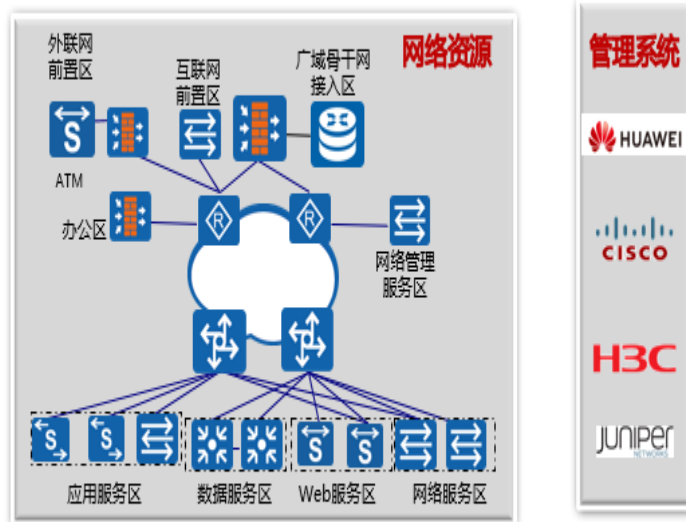 外联网
前置区
互联网
前置区
广域骨干网
接入区
网络资源
ATM
办公区
R
R
网络管理
服务区
S
S
S
S
S
应用服务区
数据服务区
Web服务区
网络服务区
管理系统
HUAWEI
CISCO
H3C
JUNIPer
NETWORKS